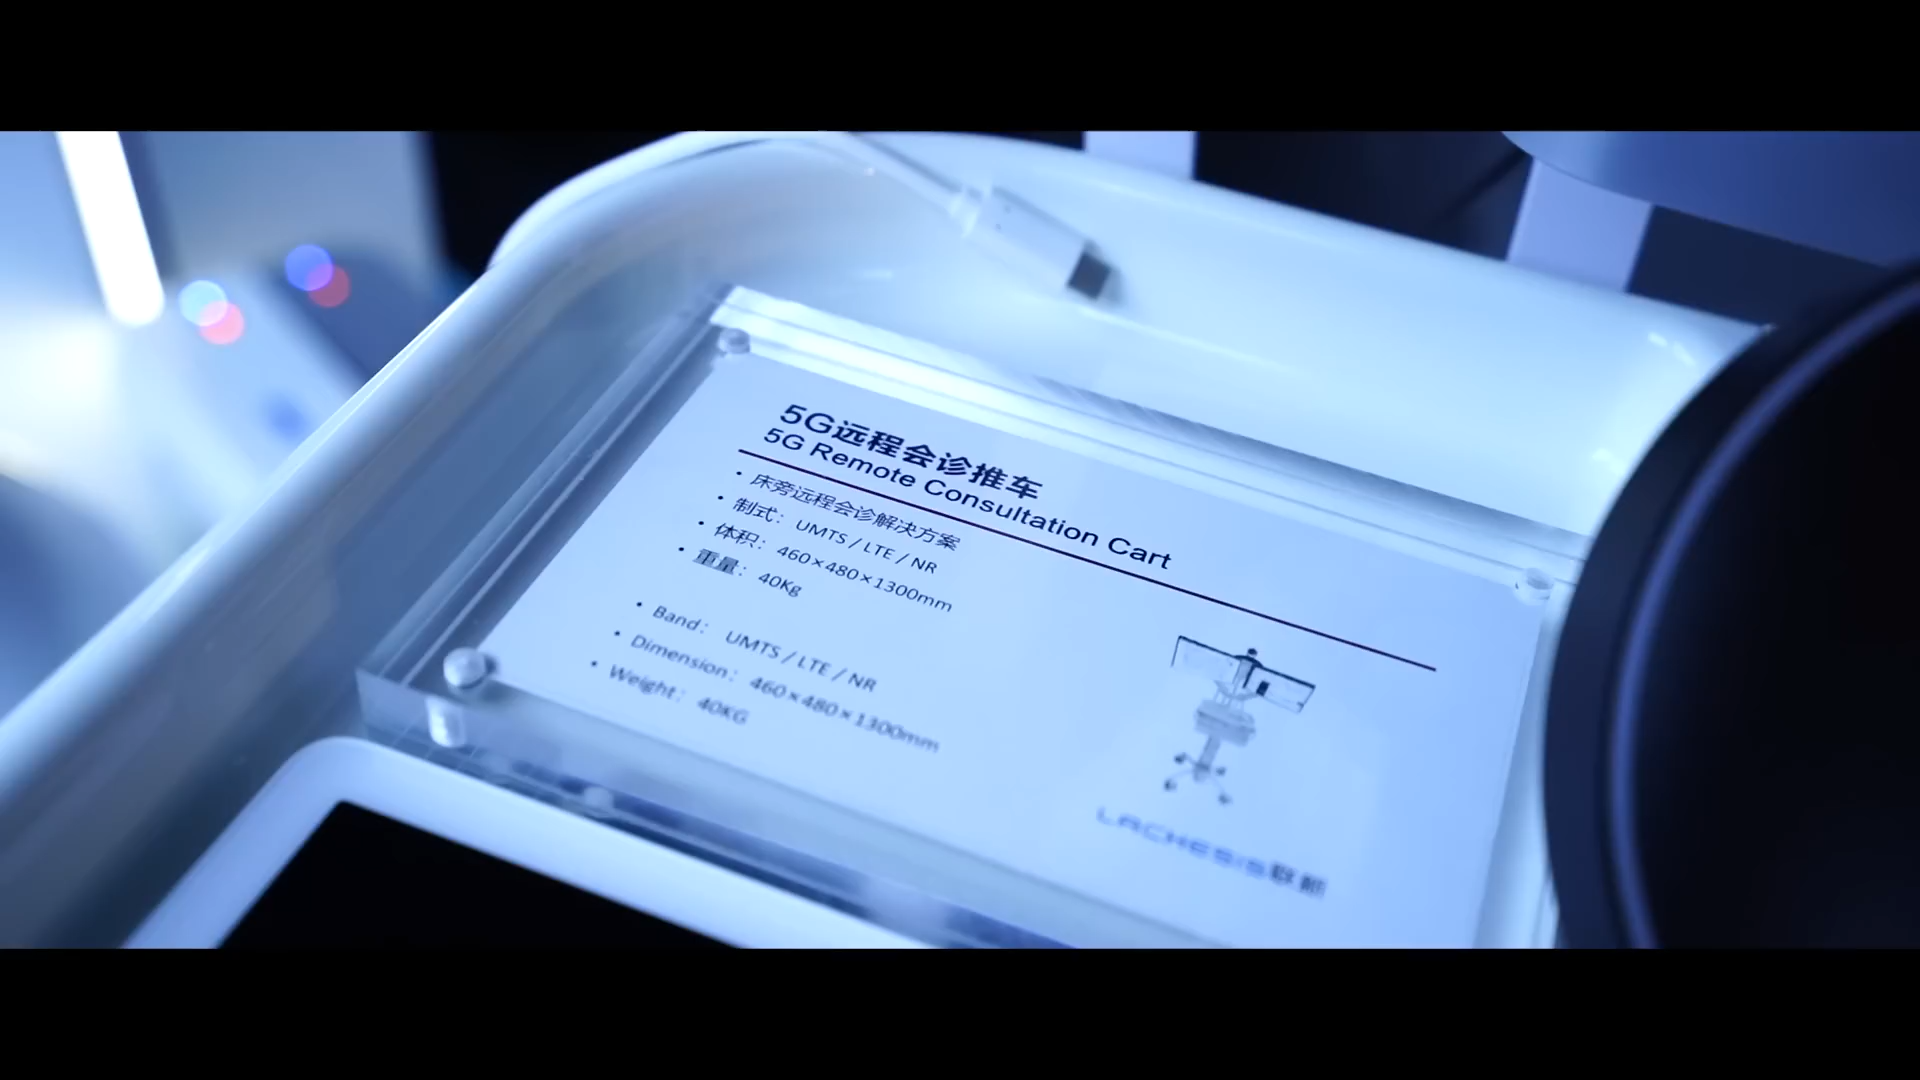 5G远程会诊推车
5G Remote Consultation Cart
• 床旁远程会诊解决方案
• 制式： UMTS / LTE / NR
• 体积： 460×480×1300mm
• 重量： 40Kg
• Band： UMTS / LTE / NR
• Dimension： 460×480×1300mm
• Weight： 40KG
LACHESIS